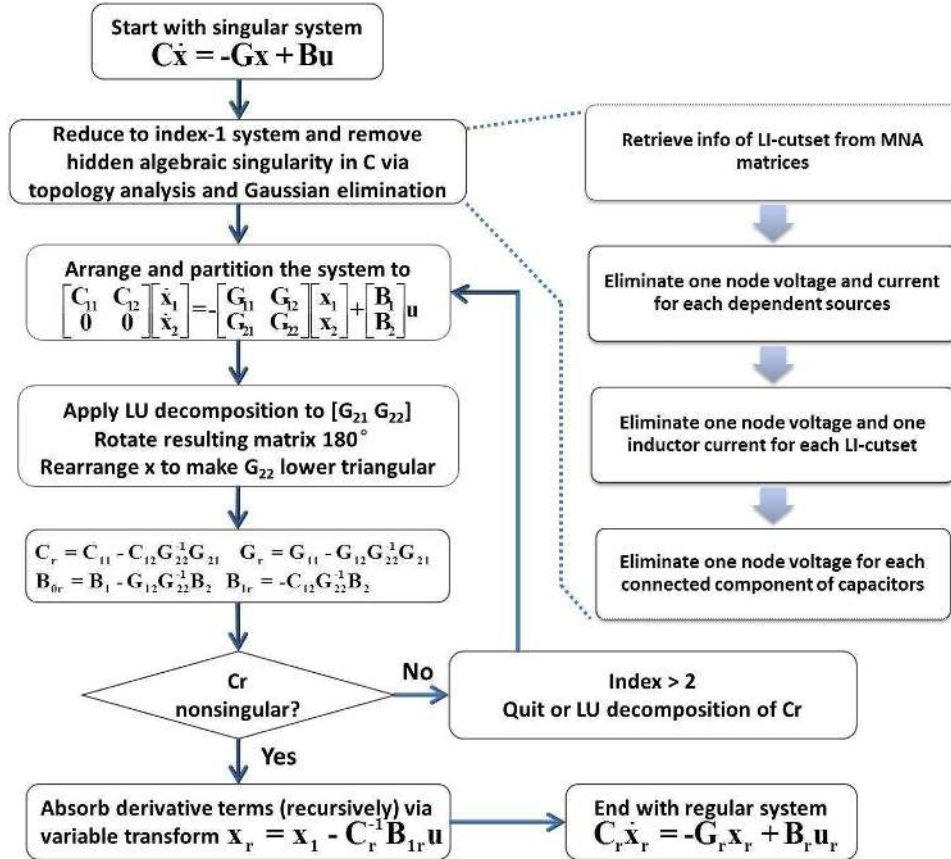 Start with singular system
Cẋ = -Gx + Bu
Reduce to index-1 system and remove
hidden algebraic singularity in C via
topology analysis and Gaussian elimination
Arrange and partition the system to
[C₁₁ C₁₂; 0 0][ẋ₁; ẋ₂] = -[G₁₁ G₁₂; G₂₁ G₂₂][x₁; x₂] + [B₁; B₂]u
Apply LU decomposition to [G₂₁ G₂₂]
Rotate resulting matrix 180°
Rearrange x to make G₂₂ lower triangular
Cᵣ = C₁₁ - C₁₂G₂₂⁻¹G₂₁ Gᵣ = G₁₁ - G₁₂G₂₂⁻¹G₂₁
B₀ᵣ = B₁ - G₁₂G₂₂⁻¹B₂ B₁ᵣ = -C₁₂G₂₂⁻¹B₂
Cr
nonsingular?
No
Index > 2
Quit or LU decomposition of Cr
Yes
Absorb derivative terms (recursively) via
variable transform xᵣ = x₁ - Cᵣ⁻¹B₁ᵣu
End with regular system
Cᵣẋᵣ = -Gᵣxᵣ + Bᵣuᵣ
Retrieve info of LI-cutset from MNA
matrices
Eliminate one node voltage and current
for each dependent sources
Eliminate one node voltage and one
inductor current for each LI-cutset
Eliminate one node voltage for each
connected component of capacitors